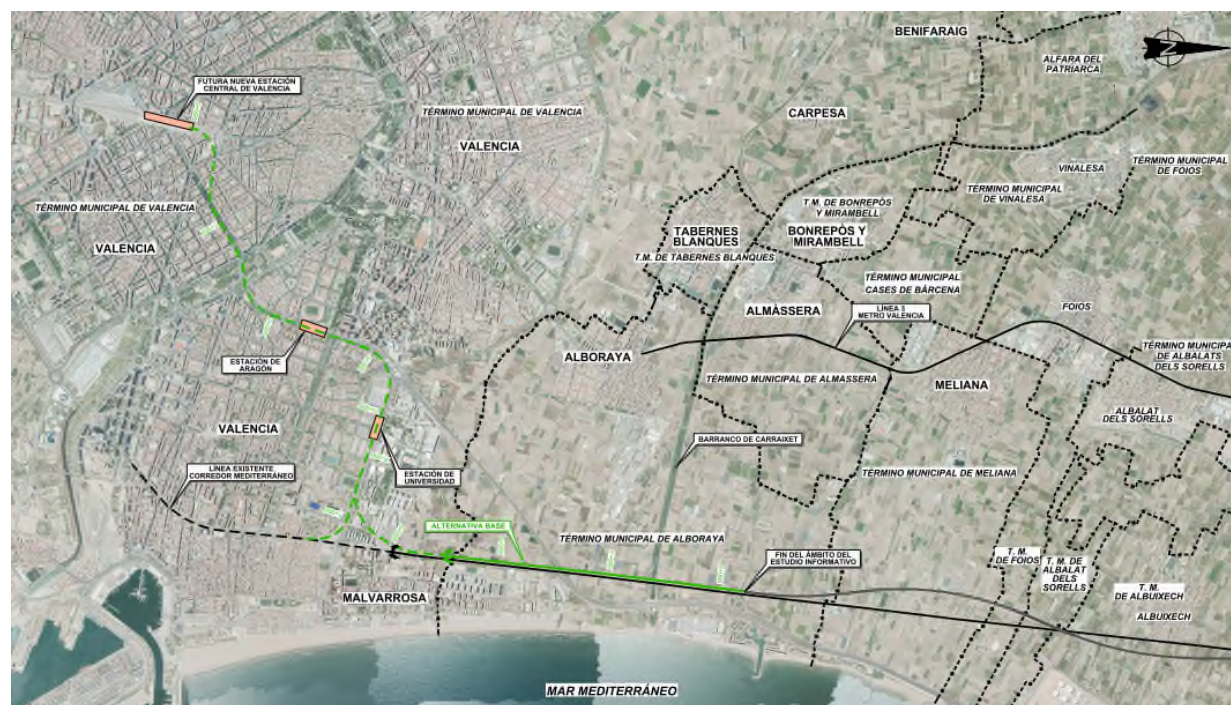 BENIFARAIG
ALFARA DEL
PATRIARCA
N
FUTURA NUEVA ESTACIÓN
CENTRAL DE VALENCIA
TÉRMINO MUNICIPAL DE VALENCIA
CARPESA
VALENCIA
VINALESA
TÉRMINO MUNICIPAL
DE FOIOS
TÉRMINO MUNICIPAL
DE VINALESA
TÉRMINO MUNICIPAL DE VALENCIA
T.M. DE BONREPÒS
Y MIRAMBELL
TABERNES
BLANQUES
BONREPÒS Y
MIRAMBELL
VALENCIA
T.M. DE TABERNES BLANQUES
TÉRMINO MUNICIPAL
CASES DE BÀRCENA
ALMÀSSERA
LÍNEA 3
METRO VALENCIA
FOIOS
ESTACIÓN DE
ARAGÓN
ALBORAYA
TÉRMINO MUNICIPAL
DE ALBALATS
DELS SORELLS
TÉRMINO MUNICIPAL DE ALMASSERA
MELIANA
ALBALAT
DELS SORELLS
VALENCIA
BARRANCO DE CARRAIXET
LÍNEA EXISTENTE
CORREDOR MEDITERRÁNEO
ESTACIÓN DE
UNIVERSIDAD
TÉRMINO MUNICIPAL DE MELIANA
ALTERNATIVA BASE
TÉRMINO MUNICIPAL DE ALBORAYA
FIN DEL ÁMBITO DEL
ESTUDIO INFORMATIVO
T. M.
DE FOIOS
T. M. DE
ALBALAT
DELS
SORELLS
T. M.
DE ALBUIXECH
ALBUIXECH
MALVARROSA
MAR MEDITERRÁNEO